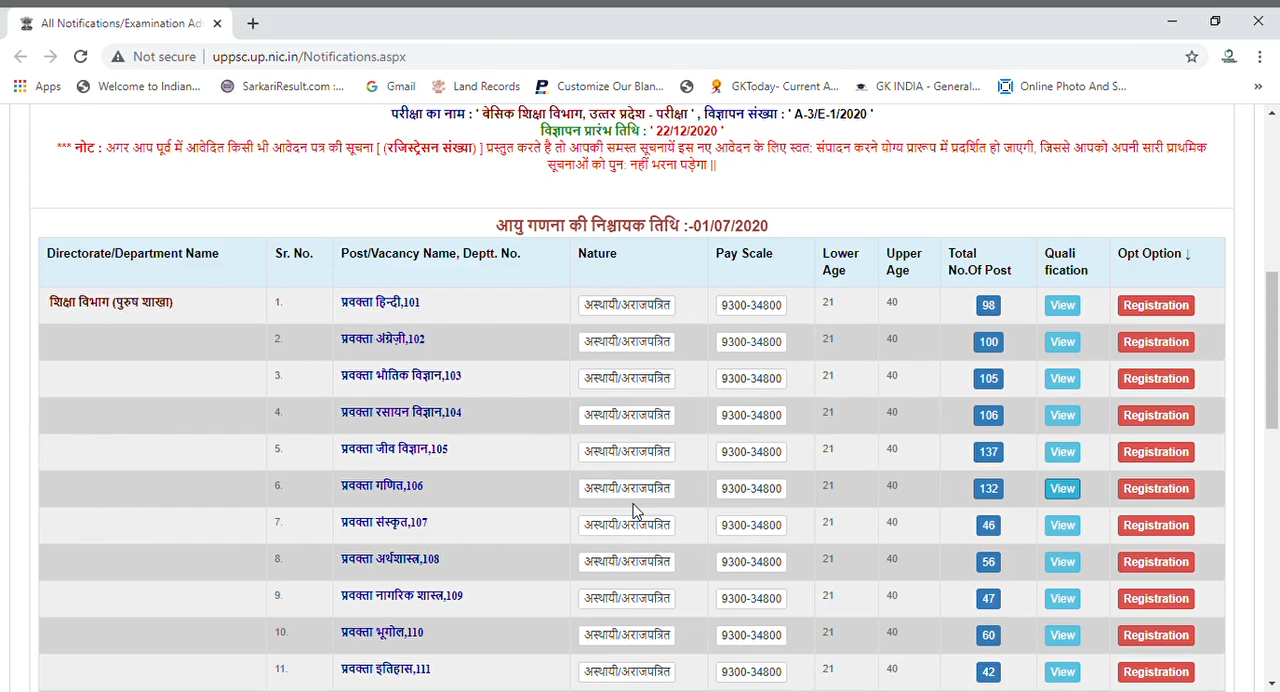 All Notifications/Examination Ad
Not secure | uppsc.up.nic.in/Notifications.aspx
Apps Welcome to Indian... SarkariResult.com :... Gmail Land Records Customize Our Blan... GKToday- Current A... GK INDIA - General... Online Photo And S... »
परीक्षा का नाम : ' बेसिक शिक्षा विभाग, उत्तर प्रदेश - परीक्षा ' , विज्ञापन संख्या : ' A-3/E-1/2020 '
विज्ञापन प्रारंभ तिथि : ' 22/12/2020 '
*** नोट : अगर आप पूर्व में आवेदित किसी भी आवेदन पत्र की सूचना [ (रजिस्ट्रेसन संख्या) ] प्रस्तुत करते है तो आपकी समस्त सूचनायें इस नए आवेदन के लिए स्वत: संपादन करने योग्य प्रारूप में प्रदर्शित हो जाएगी, जिससे आपको अपनी सारी प्राथमिक
सूचनाओं को पुन: नहीं भरना पड़ेगा ||
आयु गणना की निश्चायक तिथि :-01/07/2020
Directorate/Department Name Sr. No. Post/Vacancy Name, Deptt. No. Nature Pay Scale Lower Age Upper Age Total No.Of Post Quali fication Opt Option ↓
शिक्षा विभाग (पुरुष शाखा) 1. प्रवक्ता हिन्दी,101 अस्थायी/अराजपत्रित 9300-34800 21 40 98 View Registration
2. प्रवक्ता अंग्रेज़ी,102 अस्थायी/अराजपत्रित 9300-34800 21 40 100 View Registration
3. प्रवक्ता भौतिक विज्ञान,103 अस्थायी/अराजपत्रित 9300-34800 21 40 105 View Registration
4. प्रवक्ता रसायन विज्ञान,104 अस्थायी/अराजपत्रित 9300-34800 21 40 106 View Registration
5. प्रवक्ता जीव विज्ञान,105 अस्थायी/अराजपत्रित 9300-34800 21 40 137 View Registration
6. प्रवक्ता गणित,106 अस्थायी/अराजपत्रित 9300-34800 21 40 132 View Registration
7. प्रवक्ता संस्कृत,107 अस्थायी/अराजपत्रित 9300-34800 21 40 46 View Registration
8. प्रवक्ता अर्थशास्त्र,108 अस्थायी/अराजपत्रित 9300-34800 21 40 56 View Registration
9. प्रवक्ता नागरिक शास्त्र,109 अस्थायी/अराजपत्रित 9300-34800 21 40 47 View Registration
10. प्रवक्ता भूगोल,110 अस्थायी/अराजपत्रित 9300-34800 21 40 60 View Registration
11. प्रवक्ता इतिहास,111 अस्थायी/अराजपत्रित 9300-34800 21 40 42 View Registration